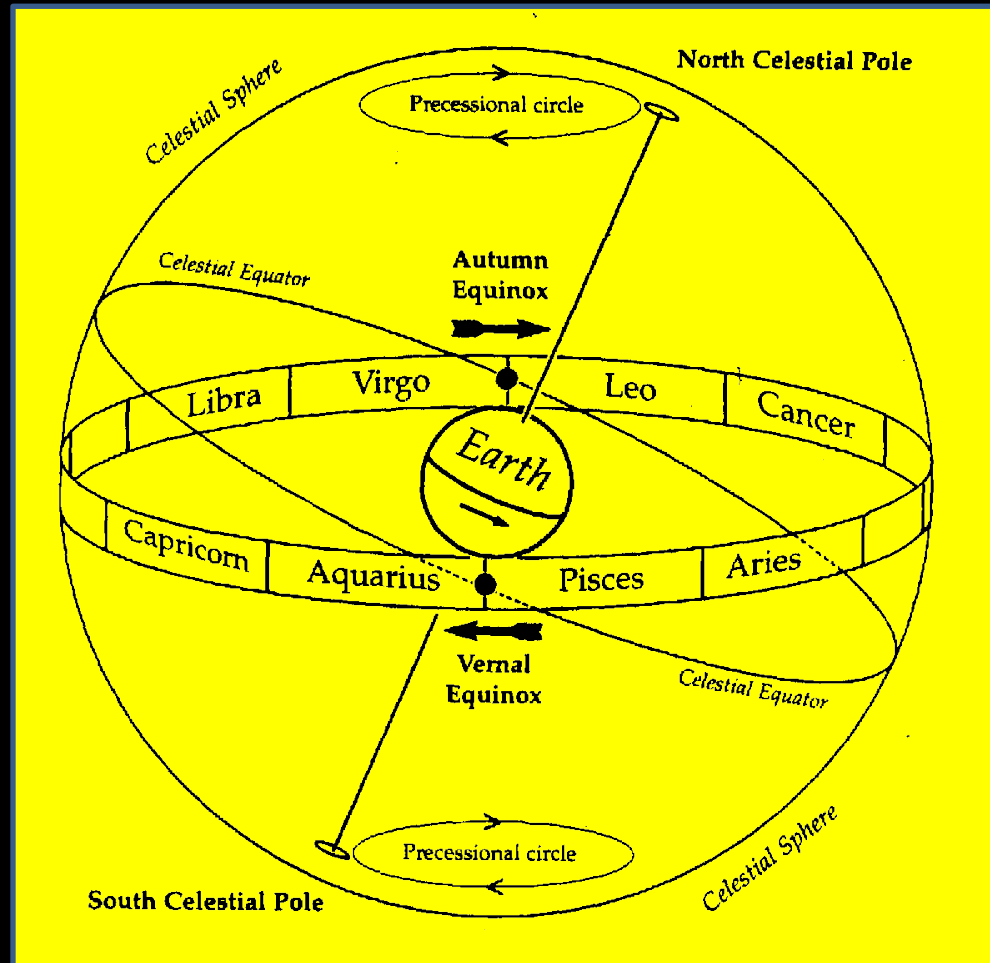 North Celestial Pole
Celestial Sphere
Precessional circle
Celestial Equator
Autumn
Equinox
Libra
Virgo
Leo
Cancer
Earth
Capricorn
Aquarius
Pisces
Aries
Vernal
Equinox
Celestial Equator
Precessional circle
Celestial Sphere
South Celestial Pole